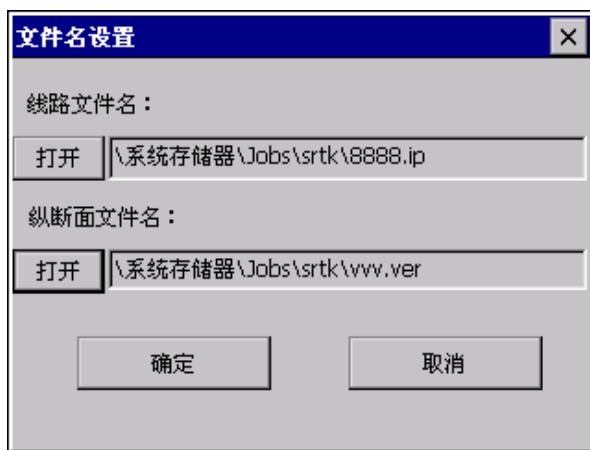 文件名设置
线路文件名：
打开 \系统存储器\Jobs\srtk\8888.ip
纵断面文件名：
打开 \系统存储器\Jobs\srtk\vvv.ver
确定 取消